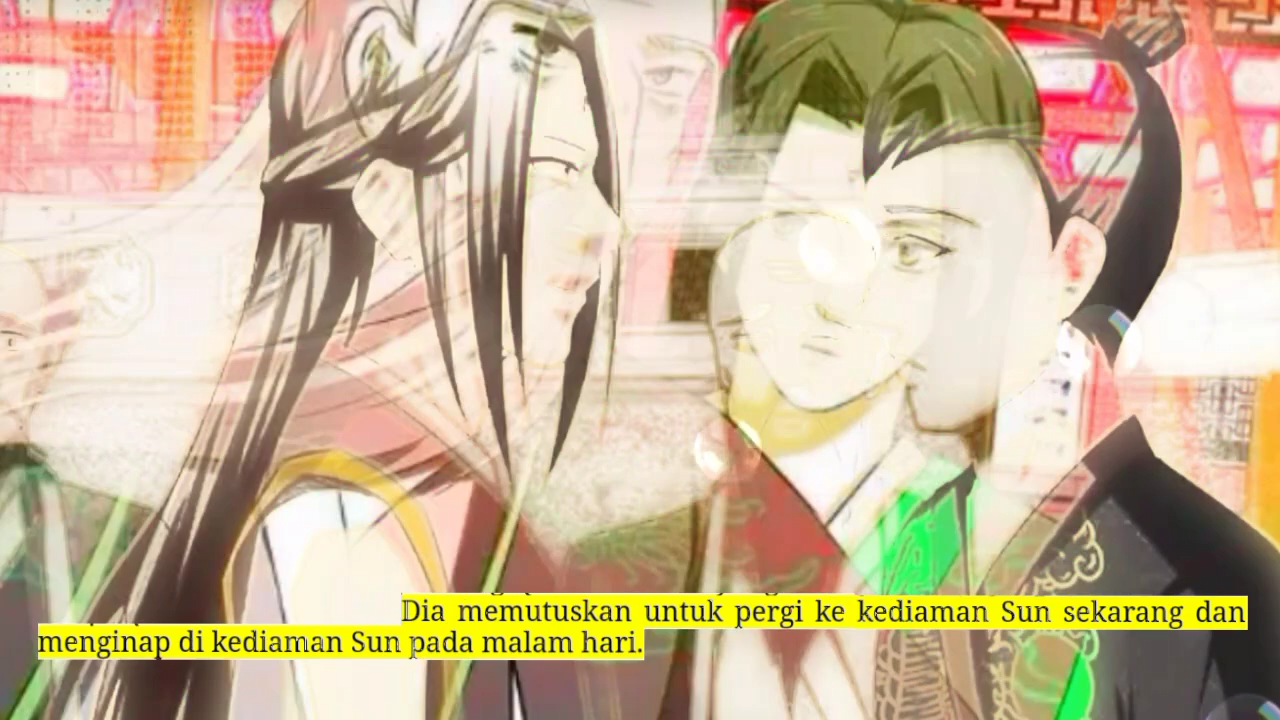 Dia memutuskan untuk pergi ke kediaman Sun sekarang dan
menginap di kediaman Sun pada malam hari.